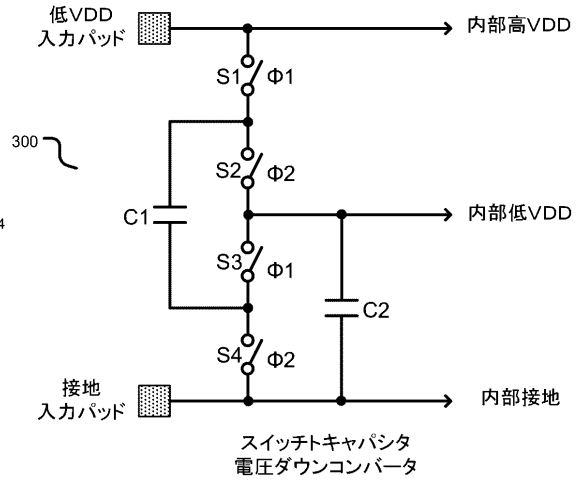 低VDD
入力パッド
内部高VDD
S1
Φ1
300
S2
Φ2
C1
4
内部低VDD
S3
Φ1
C2
S4
Φ2
接地
入力パッド
内部接地
スイッチトキャパシタ
電圧ダウンコンバータ